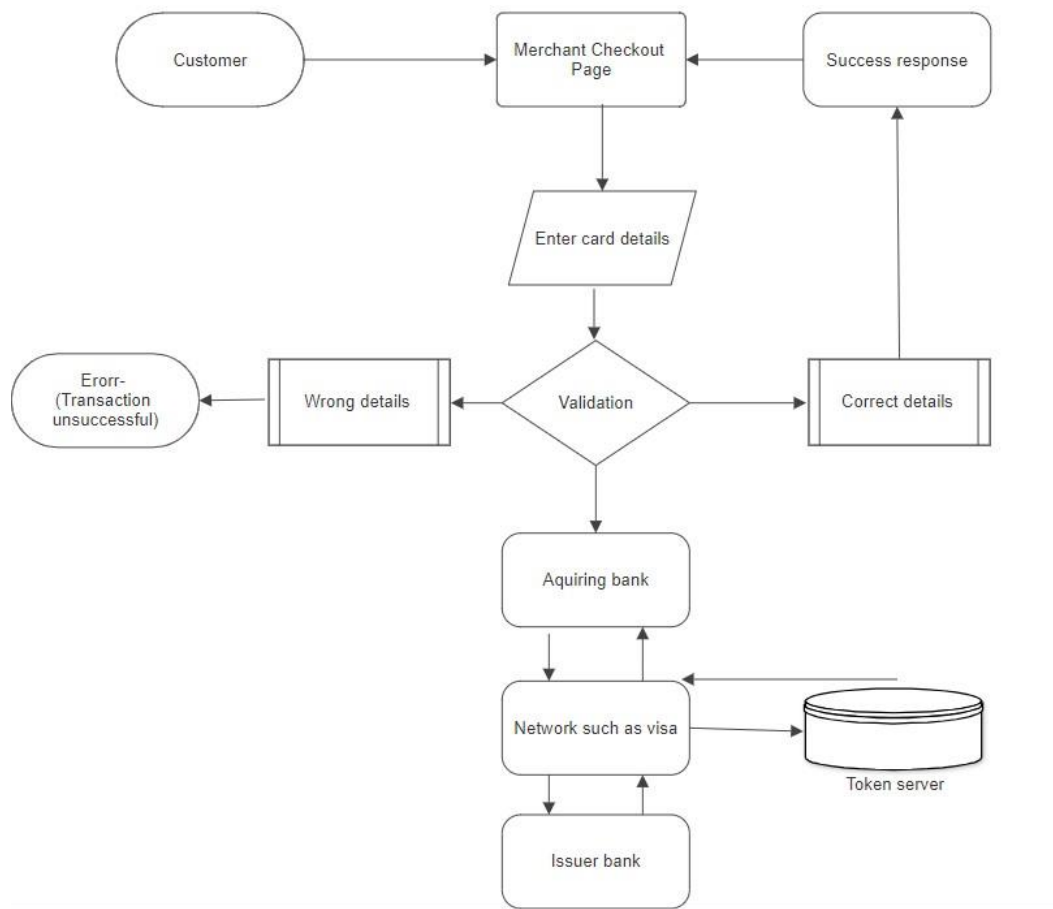 Customer
Merchant Checkout
Page
Success response
Enter card details
Erorr-
(Transaction
unsuccessful)
Wrong details
Validation
Correct details
Aquiring bank
Network such as visa
Token server
Issuer bank